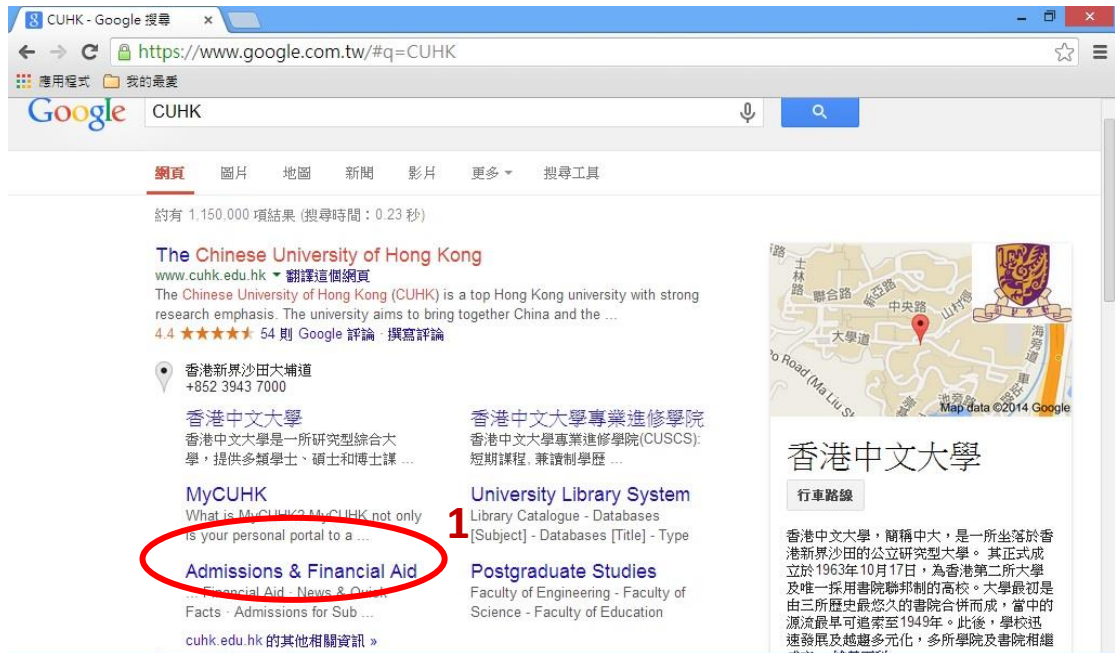 CUHK - Google 搜尋
https://www.google.com.tw/#q=CUHK
應用程式 我的最愛
Google CUHK
網頁 圖片 地圖 新聞 影片 更多 搜尋工具
約有 1,150,000 項結果 (搜尋時間：0.23 秒)
The Chinese University of Hong Kong
www.cuhk.edu.hk 翻譯這個網頁
The Chinese University of Hong Kong (CUHK) is a top Hong Kong university with strong
research emphasis. The university aims to bring together China and the ...
4.4 ★★★★★ 54 則 Google 評論 · 撰寫評論
香港新界沙田大埔道
+852 3943 7000
香港中文大學
香港中文大學是一所研究型綜合大
學，提供多類學士、碩士和博士課 ...
香港中文大學專業進修學院
香港中文大學專業進修學院(CUSCS):
短期課程, 兼讀制學歷 ...
MyCUHK
What is MyCUHK? MyCUHK not only
is your personal portal to a ...
1
University Library System
Library Catalogue - Databases
[Subject] - Databases [Title] - Type
Admissions & Financial Aid
... Financial Aid · News & Quick
Facts · Admissions for Sub ...
Postgraduate Studies
Faculty of Engineering - Faculty of
Science - Faculty of Education
cuhk.edu.hk 的其他相關資訊 »
士林路
聯合路
新亞路
中央路
山村徑
大學道
海旁道
Road (Ma Liu S
Map data ©2014 Google
香港中文大學
行車路線
香港中文大學，簡稱中大，是一所坐落於香
港新界沙田的公立研究型大學。 其正式成
立於1963年10月17日，為香港第二所大學
及唯一採用書院聯邦制的高校。大學最初是
由三所歷史最悠久的書院合併而成，當中的
源流最早可追索至1949年。此後，學校迅
速發展及越趨多元化，多所學院及書院相繼